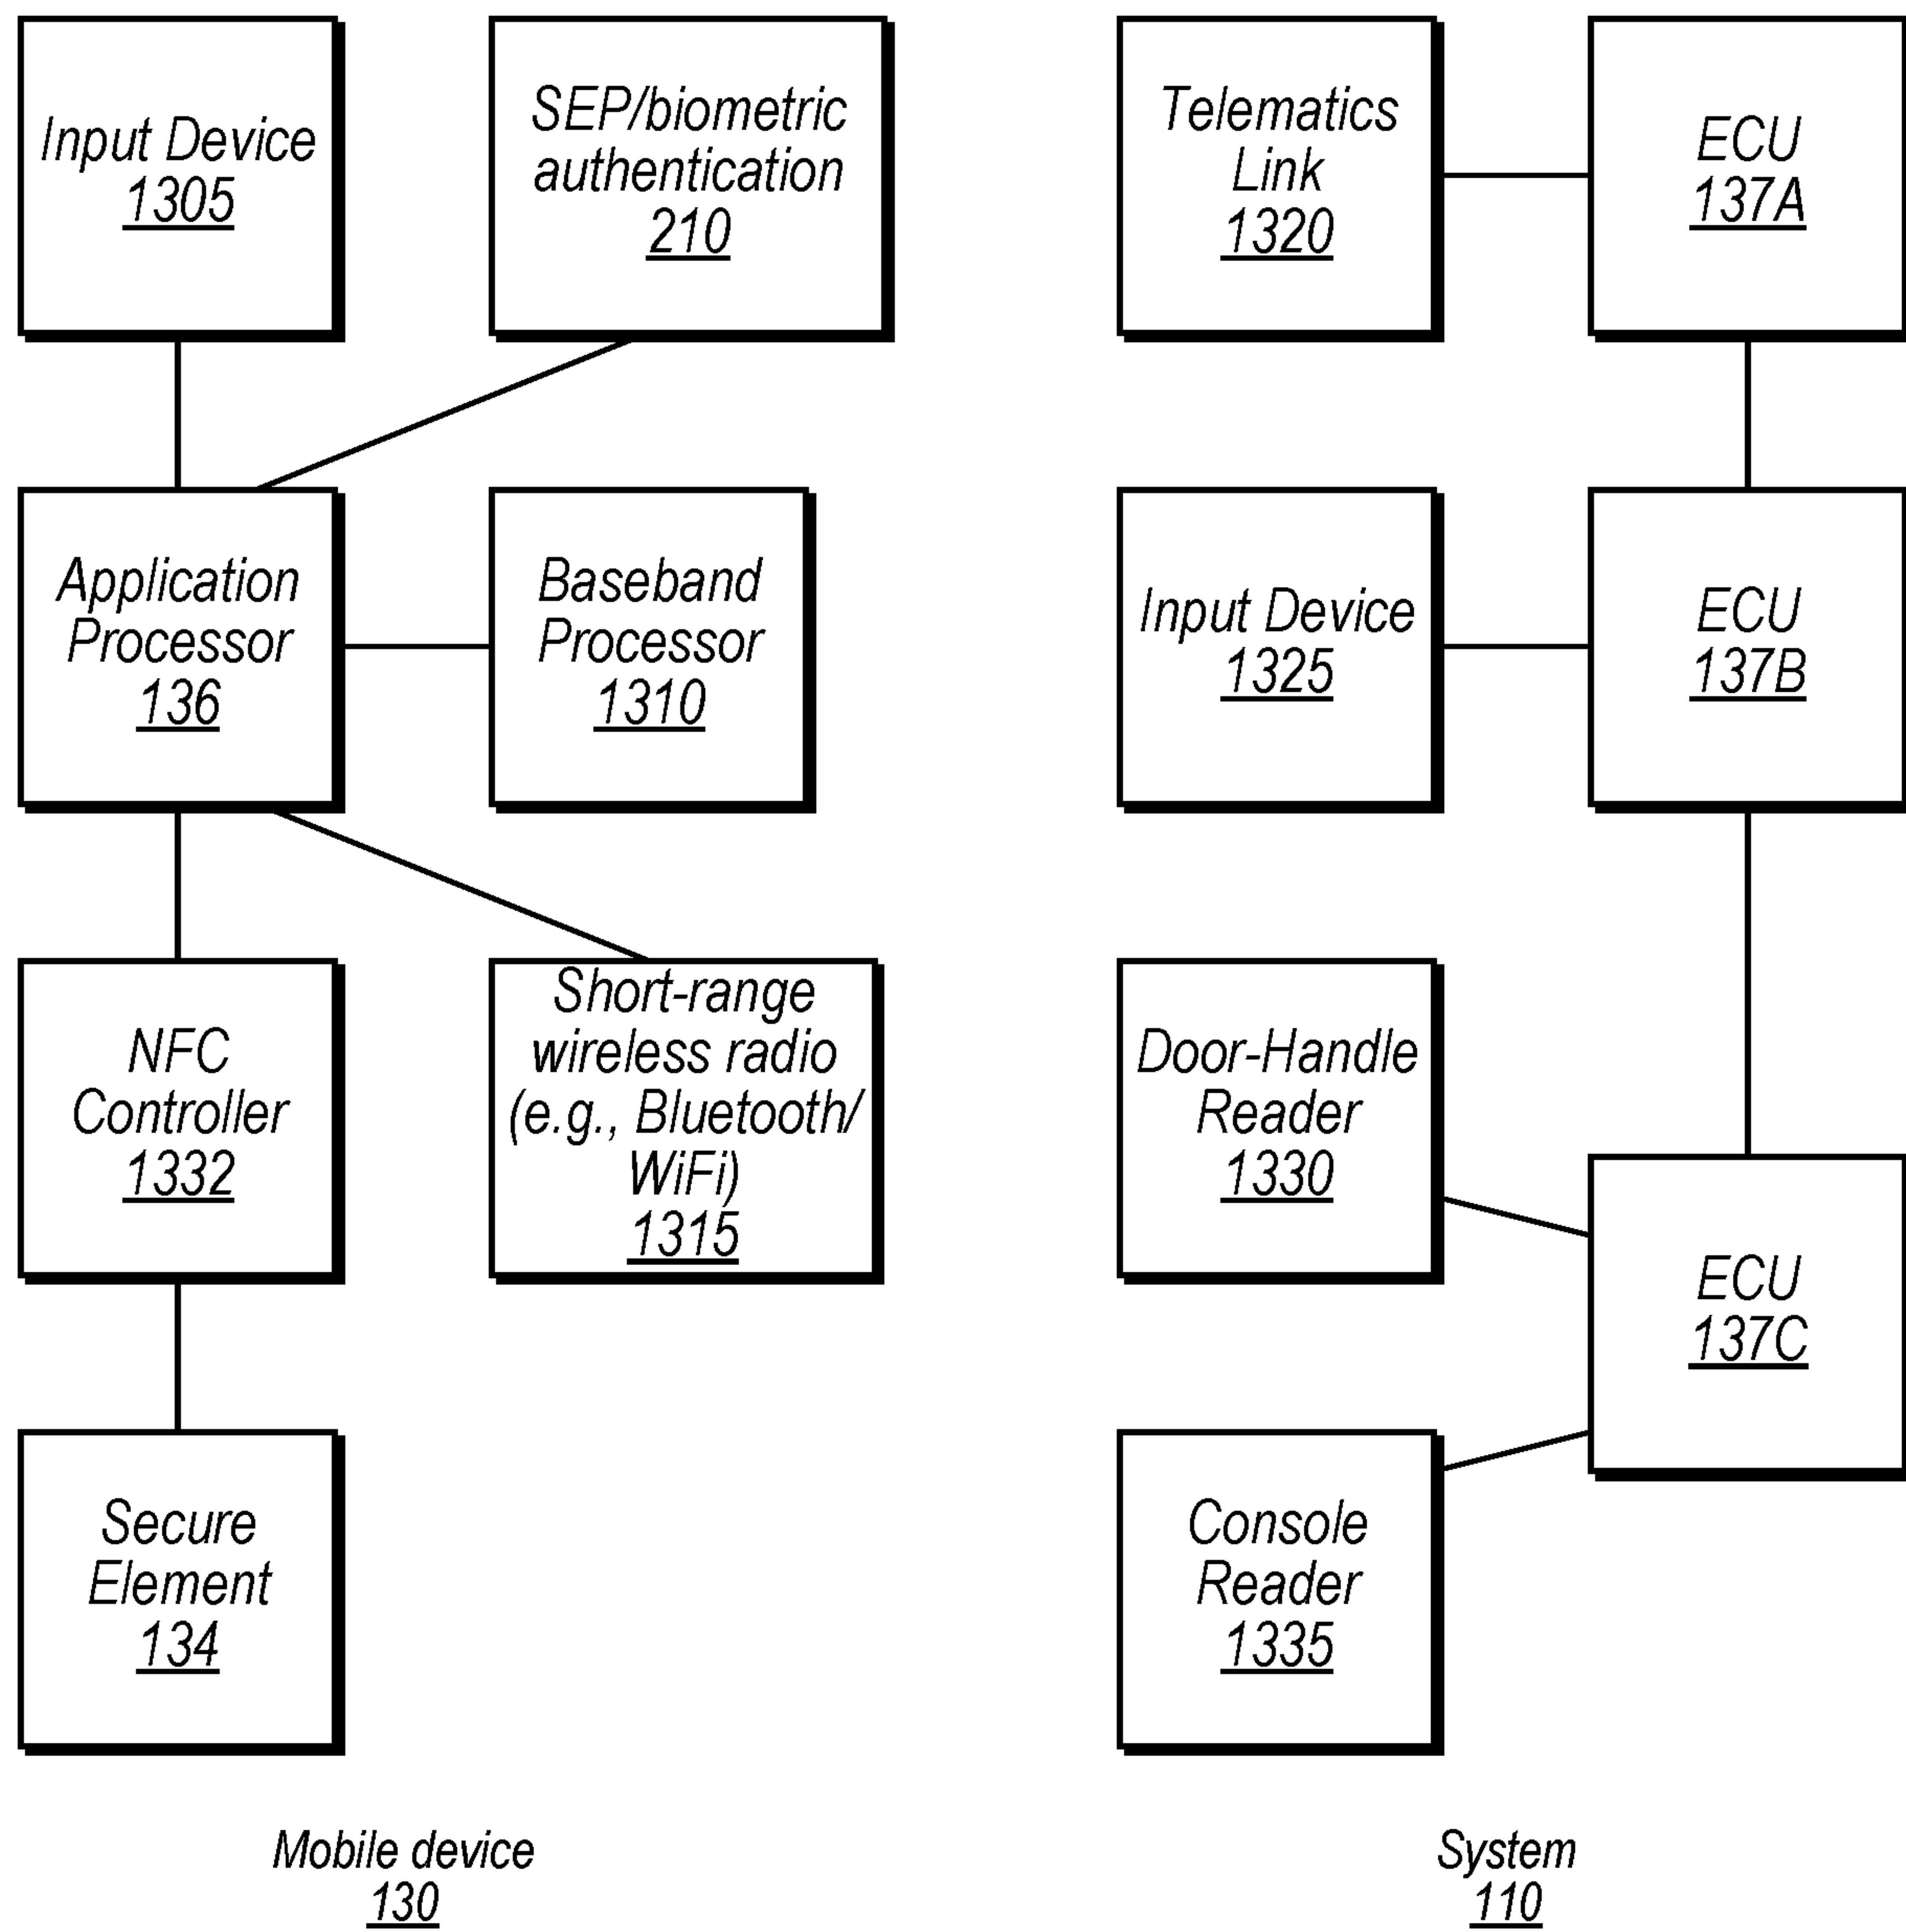 Input Device
1305
SEP/biometric
authentication
210
Telematics
Link
1320
ECU
137A
Application
Processor
136
Baseband
Processor
1310
Input Device
1325
ECU
137B
NFC
Controller
1332
Short-range
wireless radio
(e.g., Bluetooth/
WiFi)
1315
Door-Handle
Reader
1330
ECU
137C
Secure
Element
134
Console
Reader
1335
Mobile device
130
System
110